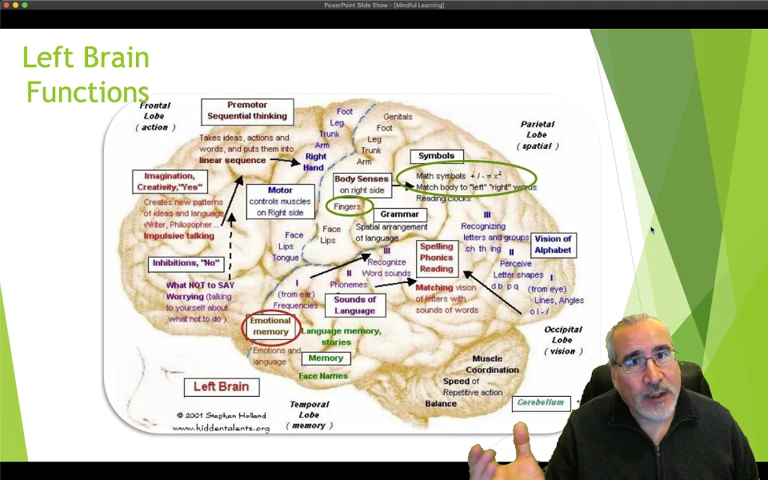 PowerPoint Slide Show - [Mindful Learning]
Left Brain
Functions
Frontal
Lobe
( action )
Premotor
Sequential thinking
Takes ideas, actions and
words, and puts them into
linear sequence
Foot
Leg
Trunk
Arm
Right
Hand
Genitals
Foot
Leg
Trunk
Arm
Parietal
Lobe
( spatial )
Imagination,
Creativity,"Yes"
Creates new patterns
of ideas and language
Writer, Philosopher...
Impulsive talking
Motor
controls muscles
on Right side
Body Senses
on right side
Fingers
Symbols
Math symbols + / - = x²
Match body to "left" "right" words
Reading clocks
Grammar
Spatial arrangement
of language
Face
Lips
Tongue
Face
Lips
Inhibitions, "No"
What NOT to SAY
Worrying (talking
to yourself about
what not to do )
I
(from ear)
Frequencies
II
Phonemes
III
Recognize
Word sounds
Sounds of
Language
Spelling
Phonics
Reading
Matching vision
of letters with
sounds of words
III
Recognizing
letters and groups
ch th ing
II
Perceive
Letter shapes
d b p q
Vision of
Alphabet
I
(from eye)
Lines, Angles
o l - /
Emotional
memory
Emotions and
language
Language memory,
stories
Memory
Face Names
Occipital
Lobe
( vision )
Left Brain
Temporal
Lobe
( memory )
Muscle
Coordination
Speed of
Repetitive action
Balance
Cerebellum
© 2001 Stephen Holland
www.hiddentalents.org